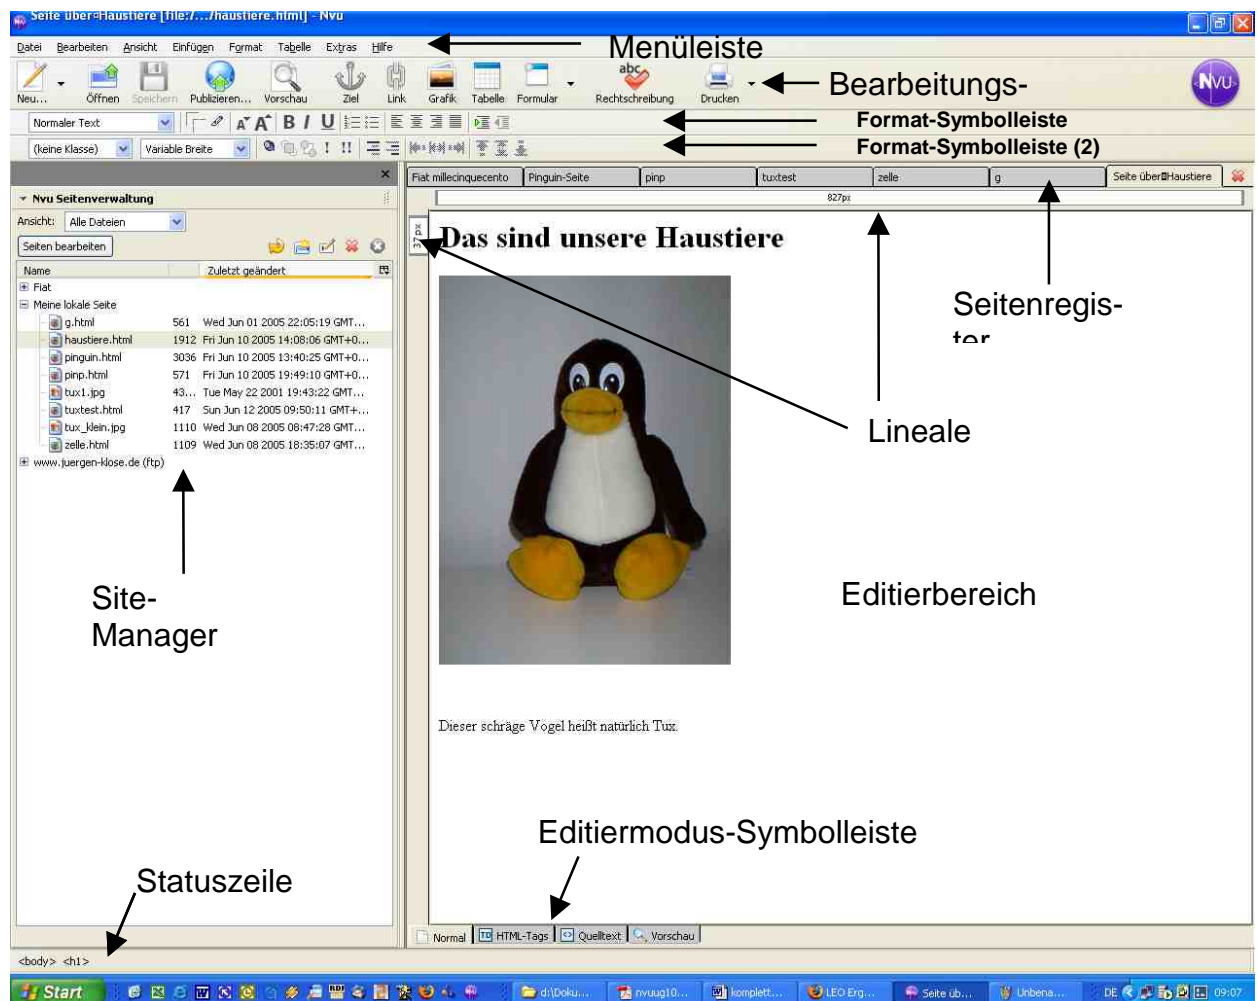 Seite über¤Haustiere [file:/.../haustiere.html] - Nvu
Datei Bearbeiten Ansicht Einfügen Format Tabelle Extras Hilfe
Menüleiste
Neu... Öffnen Speichern Publizieren... Vorschau Ziel Link Grafik Tabelle Formular Rechtschreibung Drucken
abc
Bearbeitungs-
NVU
Normaler Text
B I U
Format-Symbolleiste
(keine Klasse) Variable Breite
! !!
Format-Symbolleiste (2)
Fiat millecinquecento Pinguin-Seite pinp tuxtest zelle g Seite über¤Haustiere
827px
37px
Nvu Seitenverwaltung
Ansicht: Alle Dateien
Seiten bearbeiten
Name Zuletzt geändert
Fiat
Meine lokale Seite
g.html 561 Wed Jun 01 2005 22:05:19 GMT...
haustiere.html 1912 Fri Jun 10 2005 14:08:06 GMT+0...
pinguin.html 3036 Fri Jun 10 2005 13:40:25 GMT+0...
pinp.html 571 Fri Jun 10 2005 19:49:10 GMT+0...
tux1.jpg 43... Tue May 22 2001 19:43:22 GMT...
tuxtest.html 417 Sun Jun 12 2005 09:50:11 GMT+...
tux_klein.jpg 1110 Wed Jun 08 2005 08:47:28 GMT...
zelle.html 1109 Wed Jun 08 2005 18:35:07 GMT...
www.juergen-klose.de (ftp)
Site-
Manager
Das sind unsere Haustiere
Seitenregis-
ter
Lineale
Editierbereich
Dieser schräge Vogel heißt natürlich Tux.
Editiermodus-Symbolleiste
Statuszeile
Normal HTML-Tags Quelltext Vorschau
<body> <h1>
Start d:\Doku... nvuug10... komplett... LEO Erg... Seite üb... Unbena... DE 09:07